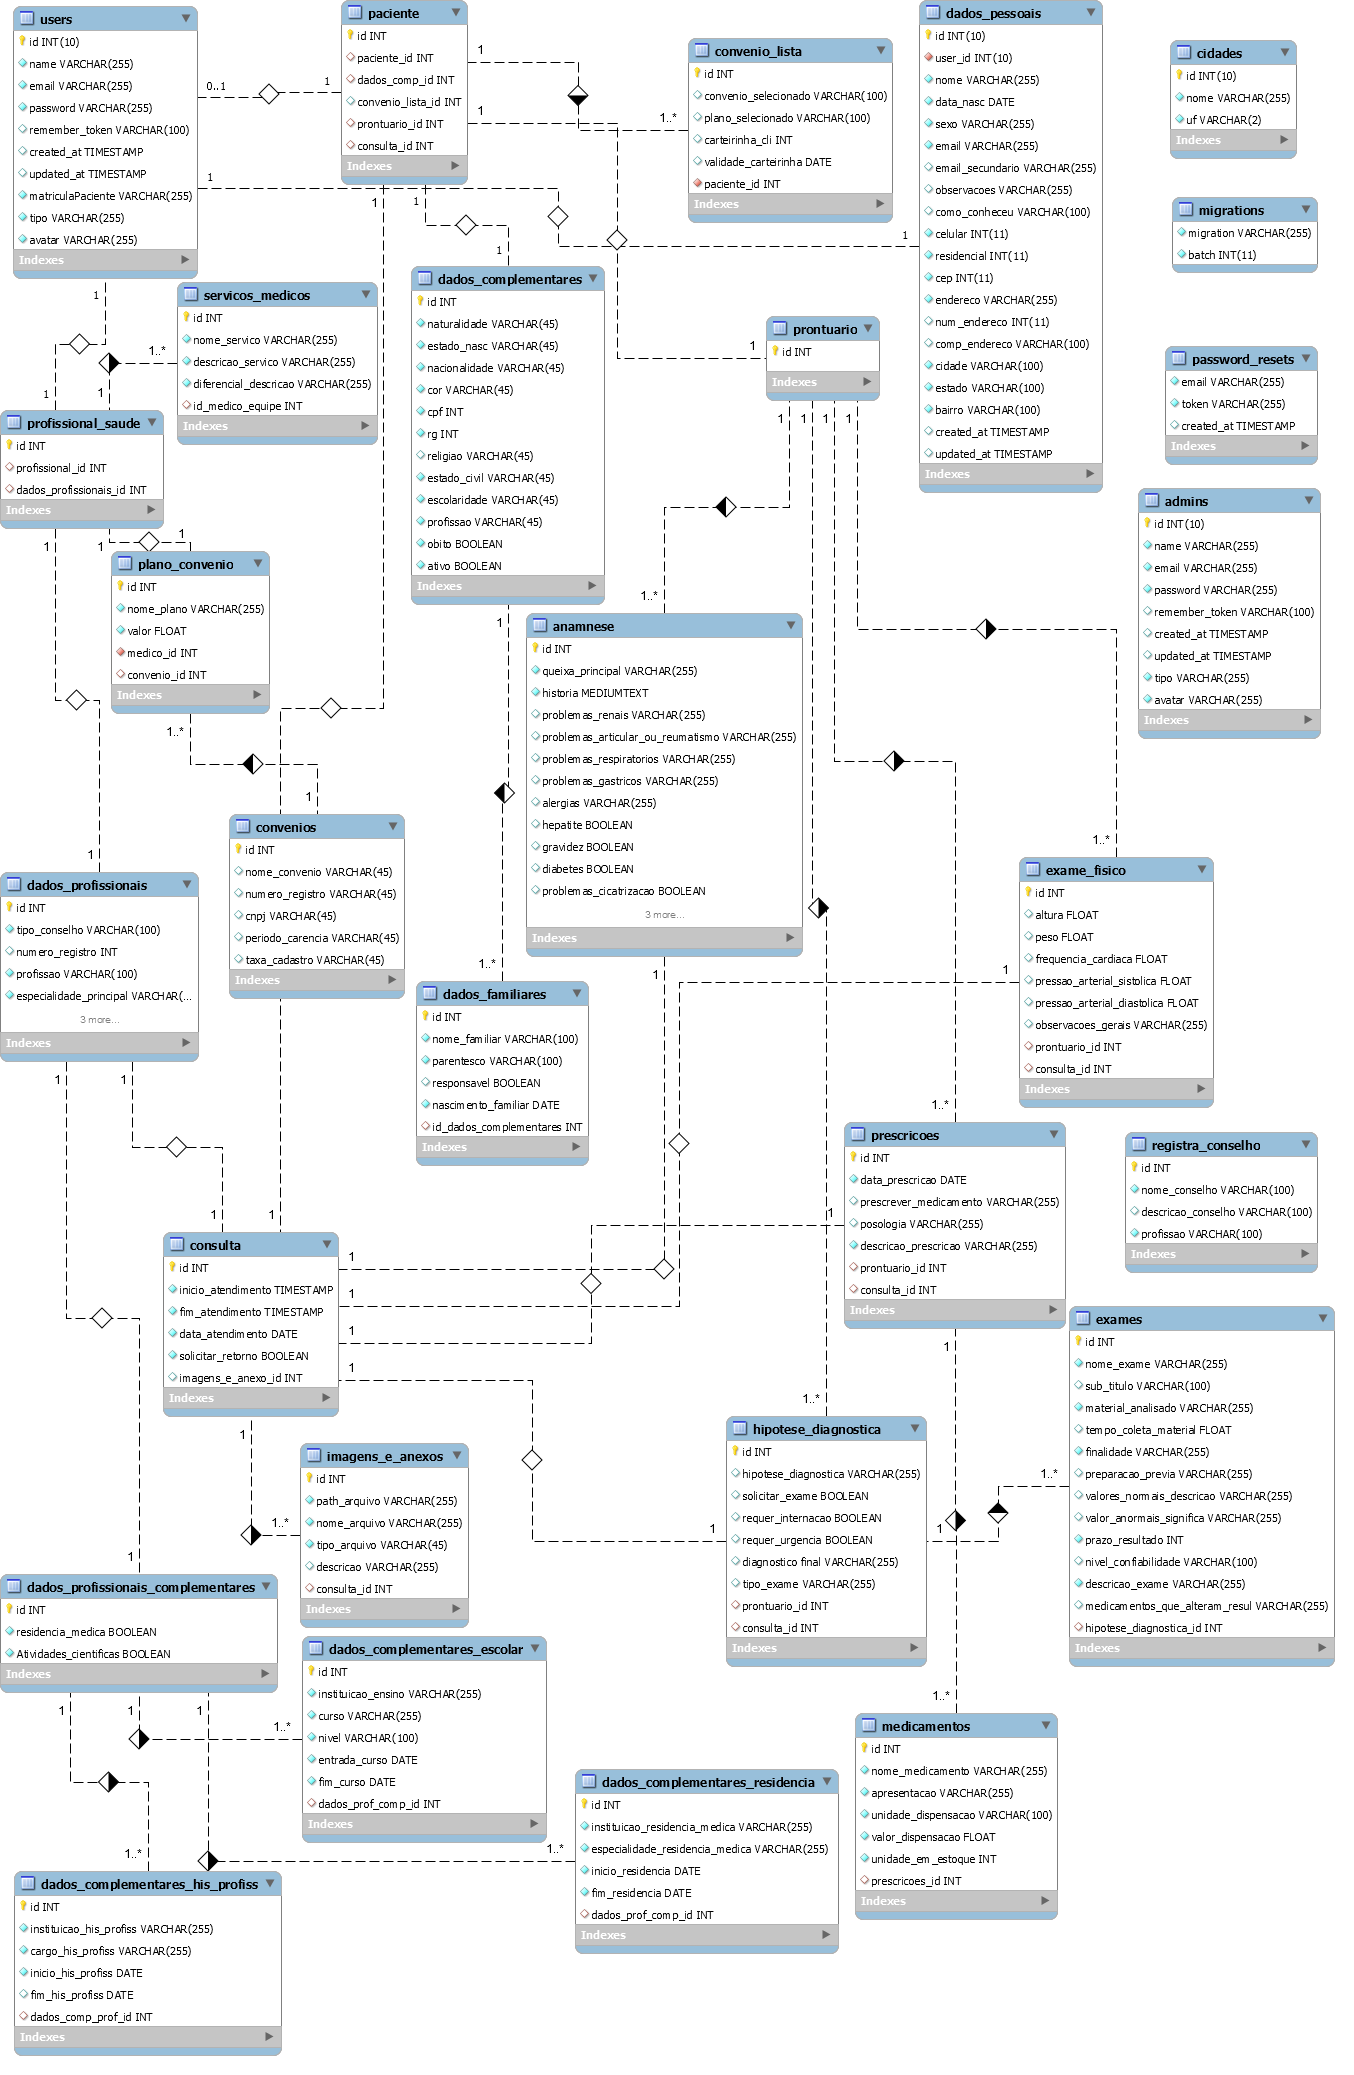 users
id INT(10)
name VARCHAR(255)
email VARCHAR(255)
password VARCHAR(255)
remember_token VARCHAR(100)
created_at TIMESTAMP
updated_at TIMESTAMP
matriculaPaciente VARCHAR(255)
tipo VARCHAR(255)
avatar VARCHAR(255)
Indexes
0..1
1
1
1
paciente
id INT
paciente_id INT
dados_comp_id INT
convenio_lista_id INT
prontuario_id INT
consulta_id INT
Indexes
1
1
1
1
1..*
convenio_lista
id INT
convenio_selecionado VARCHAR(100)
plano_selecionado VARCHAR(100)
carteirinha_cli INT
validade_carteirinha DATE
paciente_id INT
Indexes
1
dados_pessoais
id INT(10)
user_id INT(10)
nome VARCHAR(255)
data_nasc DATE
sexo VARCHAR(255)
email VARCHAR(255)
email_secundario VARCHAR(255)
observacoes VARCHAR(255)
como_conheceu VARCHAR(100)
celular INT(11)
residencial INT(11)
cep INT(11)
endereco VARCHAR(255)
num_endereco INT(11)
comp_endereco VARCHAR(100)
cidade VARCHAR(100)
estado VARCHAR(100)
bairro VARCHAR(100)
created_at TIMESTAMP
updated_at TIMESTAMP
Indexes
cidades
id INT(10)
nome VARCHAR(255)
uf VARCHAR(2)
Indexes
migrations
migration VARCHAR(255)
batch INT(11)
Indexes
password_resets
email VARCHAR(255)
token VARCHAR(255)
created_at TIMESTAMP
Indexes
admins
id INT(10)
name VARCHAR(255)
email VARCHAR(255)
password VARCHAR(255)
remember_token VARCHAR(100)
created_at TIMESTAMP
updated_at TIMESTAMP
tipo VARCHAR(255)
avatar VARCHAR(255)
Indexes
servicos_medicos
id INT
nome_servico VARCHAR(255)
descricao_servico VARCHAR(255)
diferencial_descricao VARCHAR(255)
id_medico_equipe INT
Indexes
1..*
1
1
profissional_saude
id INT
profissional_id INT
dados_profissionais_id INT
Indexes
1
1
1
plano_convenio
id INT
nome_plano VARCHAR(255)
valor FLOAT
medico_id INT
convenio_id INT
Indexes
1..*
1
1
dados_complementares
id INT
naturalidade VARCHAR(45)
estado_nasc VARCHAR(45)
nacionalidade VARCHAR(45)
cor VARCHAR(45)
cpf INT
rg INT
religiao VARCHAR(45)
estado_civil VARCHAR(45)
escolaridade VARCHAR(45)
profissao VARCHAR(45)
obito BOOLEAN
ativo BOOLEAN
Indexes
1
1
prontuario
id INT
Indexes
1
1
1
1
1
1..*
anamnese
id INT
queixa_principal VARCHAR(255)
historia MEDIUMTEXT
problemas_renais VARCHAR(255)
problemas_articular_ou_reumatismo VARCHAR(255)
problemas_respiratorios VARCHAR(255)
problemas_gastricos VARCHAR(255)
alergias VARCHAR(255)
hepatite BOOLEAN
gravidez BOOLEAN
diabetes BOOLEAN
problemas_cicatrizacao BOOLEAN
3 more...
Indexes
1
convenios
id INT
nome_convenio VARCHAR(45)
numero_registro VARCHAR(45)
cnpj VARCHAR(45)
periodo_carencia VARCHAR(45)
taxa_cadastro VARCHAR(45)
Indexes
dados_profissionais
id INT
tipo_conselho VARCHAR(100)
numero_registro INT
profissao VARCHAR(100)
especialidade_principal VARCHAR(...
3 more...
Indexes
1
1
1..*
dados_familiares
id INT
nome_familiar VARCHAR(100)
parentesco VARCHAR(100)
responsavel BOOLEAN
nascimento_familiar DATE
id_dados_complementares INT
Indexes
1..*
exame_fisico
id INT
altura FLOAT
peso FLOAT
frequencia_cardiaca FLOAT
pressao_arterial_sistolica FLOAT
pressao_arterial_diastolica FLOAT
observacoes_gerais VARCHAR(255)
prontuario_id INT
consulta_id INT
Indexes
1
1..*
prescricoes
id INT
data_prescricao DATE
prescrever_medicamento VARCHAR(255)
posologia VARCHAR(255)
descricao_prescricao VARCHAR(255)
prontuario_id INT
consulta_id INT
Indexes
1
1
registra_conselho
id INT
nome_conselho VARCHAR(100)
descricao_conselho VARCHAR(100)
profissao VARCHAR(100)
Indexes
1
1
consulta
id INT
inicio_atendimento TIMESTAMP
fim_atendimento TIMESTAMP
data_atendimento DATE
solicitar_retorno BOOLEAN
imagens_e_anexo_id INT
Indexes
1
1
1
1
1
1..*
imagens_e_anexos
id INT
path_arquivo VARCHAR(255)
nome_arquivo VARCHAR(255)
tipo_arquivo VARCHAR(45)
descricao VARCHAR(255)
consulta_id INT
Indexes
1..*
1
1
hipotese_diagnostica
id INT
hipotese_diagnostica VARCHAR(255)
solicitar_exame BOOLEAN
requer_internacao BOOLEAN
requer_urgencia BOOLEAN
diagnostico final VARCHAR(255)
tipo_exame VARCHAR(255)
prontuario_id INT
consulta_id INT
Indexes
1..*
exames
id INT
nome_exame VARCHAR(255)
sub_titulo VARCHAR(100)
material_analisado VARCHAR(255)
tempo_coleta_material FLOAT
finalidade VARCHAR(255)
preparacao_previa VARCHAR(255)
valores_normais_descricao VARCHAR(255)
valor_anormais_significa VARCHAR(255)
prazo_resultado INT
nivel_confiabilidade VARCHAR(100)
descricao_exame VARCHAR(255)
medicamentos_que_alteram_resul VARCHAR(255)
hipotese_diagnostica_id INT
Indexes
1
dados_profissionais_complementares
id INT
residencia_medica BOOLEAN
Atividades_cientificas BOOLEAN
Indexes
1
1
1
1..*
dados_complementares_escolar
id INT
instituicao_ensino VARCHAR(255)
curso VARCHAR(255)
nivel VARCHAR(100)
entrada_curso DATE
fim_curso DATE
dados_prof_comp_id INT
Indexes
1..*
dados_complementares_residencia
id INT
instituicao_residencia_medica VARCHAR(255)
especialidade_residencia_medica VARCHAR(255)
inicio_residencia DATE
fim_residencia DATE
dados_prof_comp_id INT
Indexes
1..*
medicamentos
id INT
nome_medicamento VARCHAR(255)
apresentacao VARCHAR(255)
unidade_dispensacao VARCHAR(100)
valor_dispensacao FLOAT
unidade_em_estoque INT
prescricoes_id INT
Indexes
1..*
dados_complementares_his_profiss
id INT
instituicao_his_profiss VARCHAR(255)
cargo_his_profiss VARCHAR(255)
inicio_his_profiss DATE
fim_his_profiss DATE
dados_comp_prof_id INT
Indexes